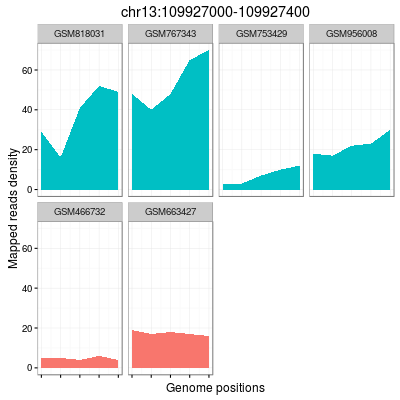 chr13:109927000-109927400
GSM818031 GSM767343 GSM753429 GSM956008
60
40
20
0
GSM466732 GSM663427
60
40
20
0
Mapped reads density
Genome positions